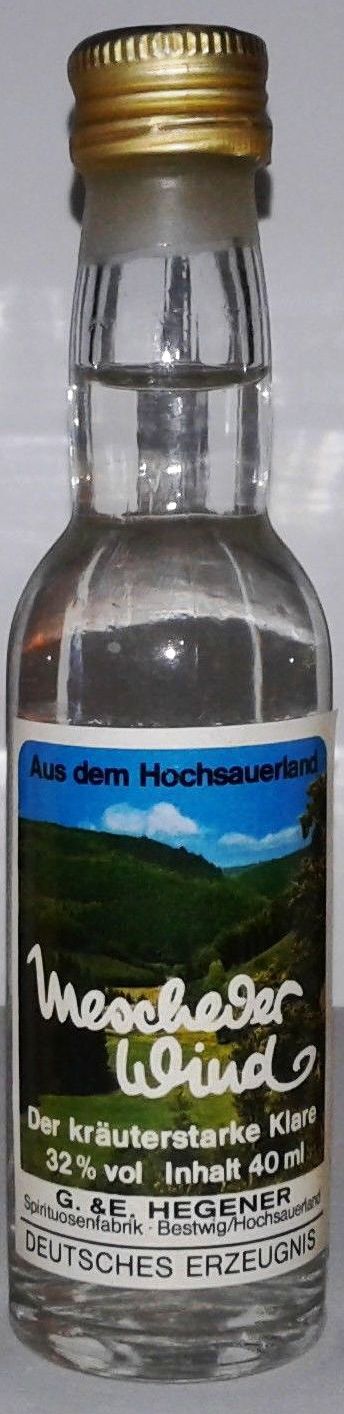 Aus dem Hochsauerland
Mescheder
Wind
Der kräuterstarke Klare
32% vol Inhalt 40 ml
G. &E. HEGENER
Spirituosenfabrik · Bestwig/Hochsauerland
DEUTSCHES ERZEUGNIS